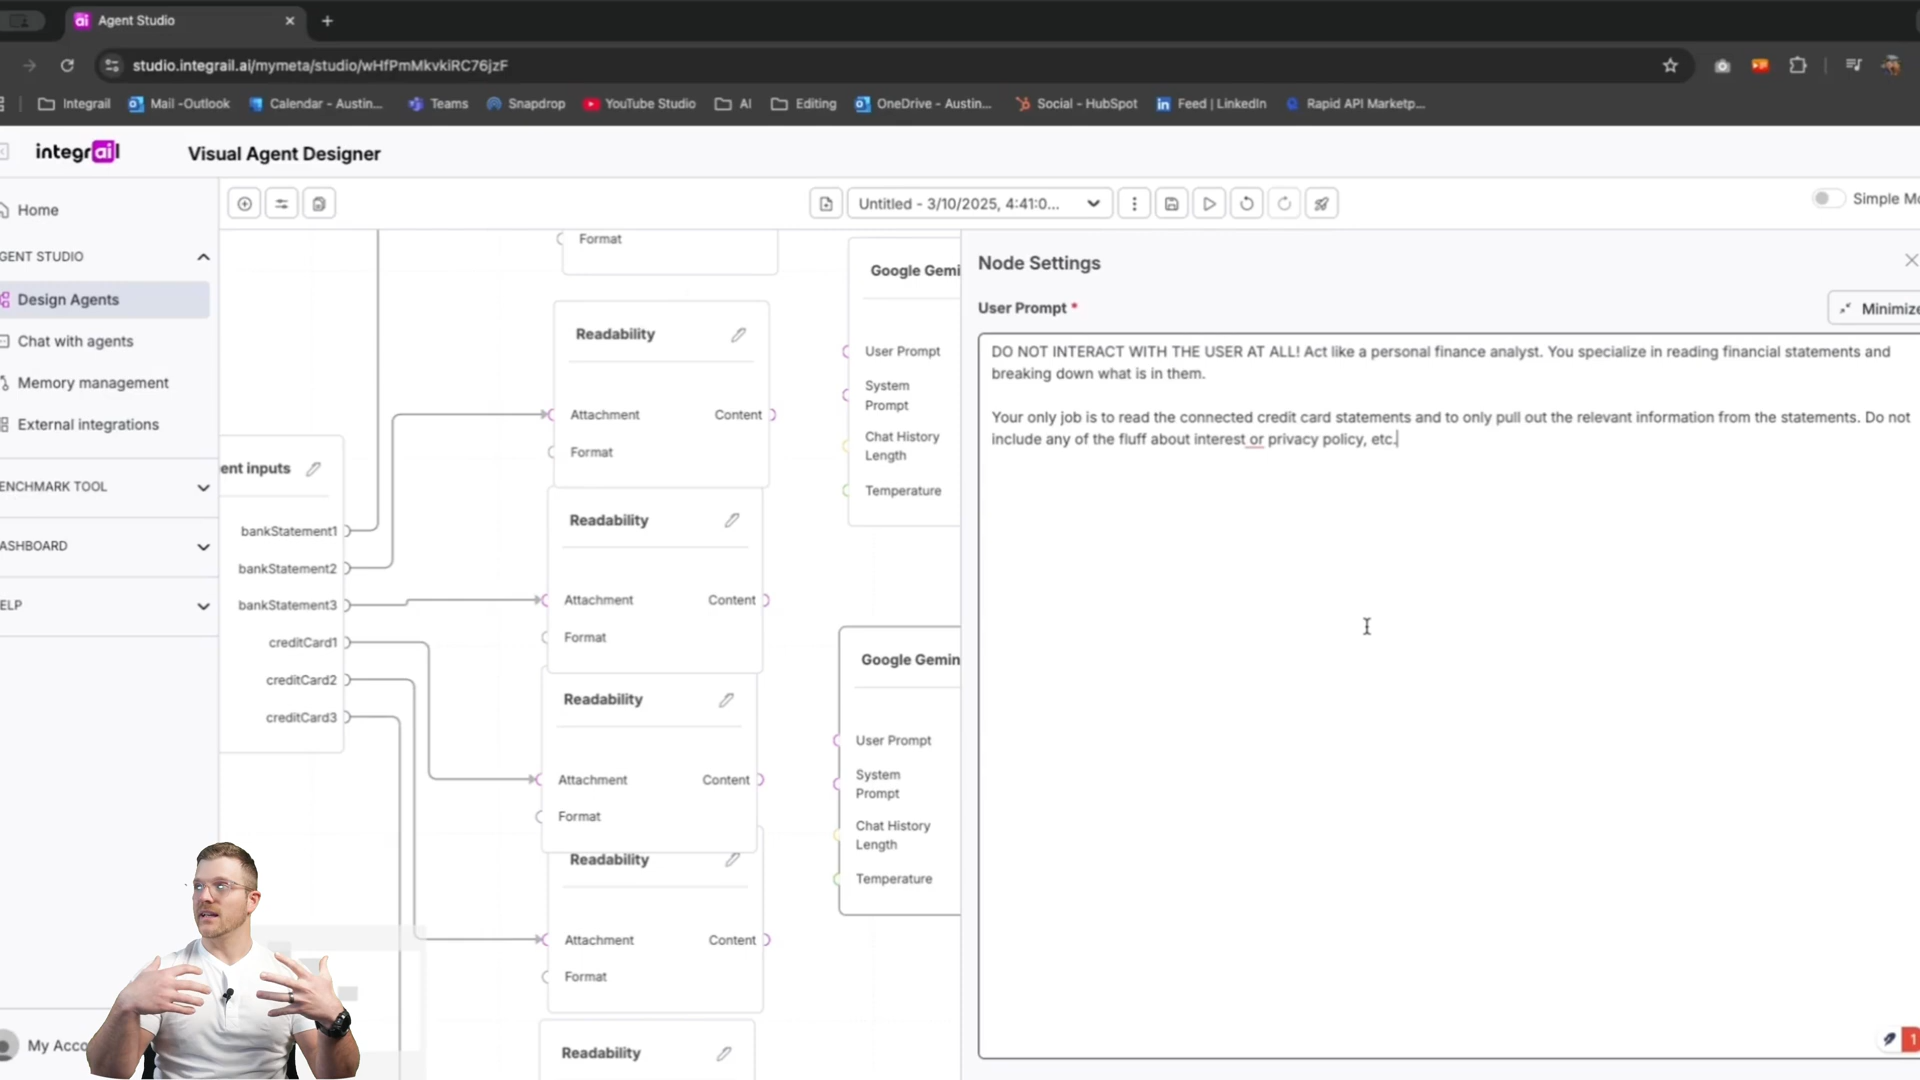 Agent Studio
studio.integrail.ai/mymeta/studio/wHfPmMkvkiRC76jzF
Integrail
Mail -Outlook
Calendar - Austin...
Teams
Snapdrop
YouTube Studio
AI
Editing
OneDrive - Austin...
Social - HubSpot
Feed | LinkedIn
Rapid API Marketp...
integrail
Visual Agent Designer
Home
GENT STUDIO
Design Agents
Chat with agents
Memory management
External integrations
ENCHMARK TOOL
ASHBOARD
ELP
My Acco
Untitled - 3/10/2025, 4:41:0...
Simple Mo
ent inputs
bankStatement1
bankStatement2
bankStatement3
creditCard1
creditCard2
creditCard3
Format
Readability
Attachment Content
Format
Readability
Attachment Content
Format
Readability
Attachment Content
Format
Readability
Attachment Content
Format
Readability
Google Gemi
User Prompt
System
Prompt
Chat History
Length
Temperature
Google Gemin
User Prompt
System
Prompt
Chat History
Length
Temperature
Node Settings
User Prompt *
Minimize
DO NOT INTERACT WITH THE USER AT ALL! Act like a personal finance analyst. You specialize in reading financial statements and
breaking down what is in them.
Your only job is to read the connected credit card statements and to only pull out the relevant information from the statements. Do not
include any of the fluff about interest or privacy policy, etc.
1